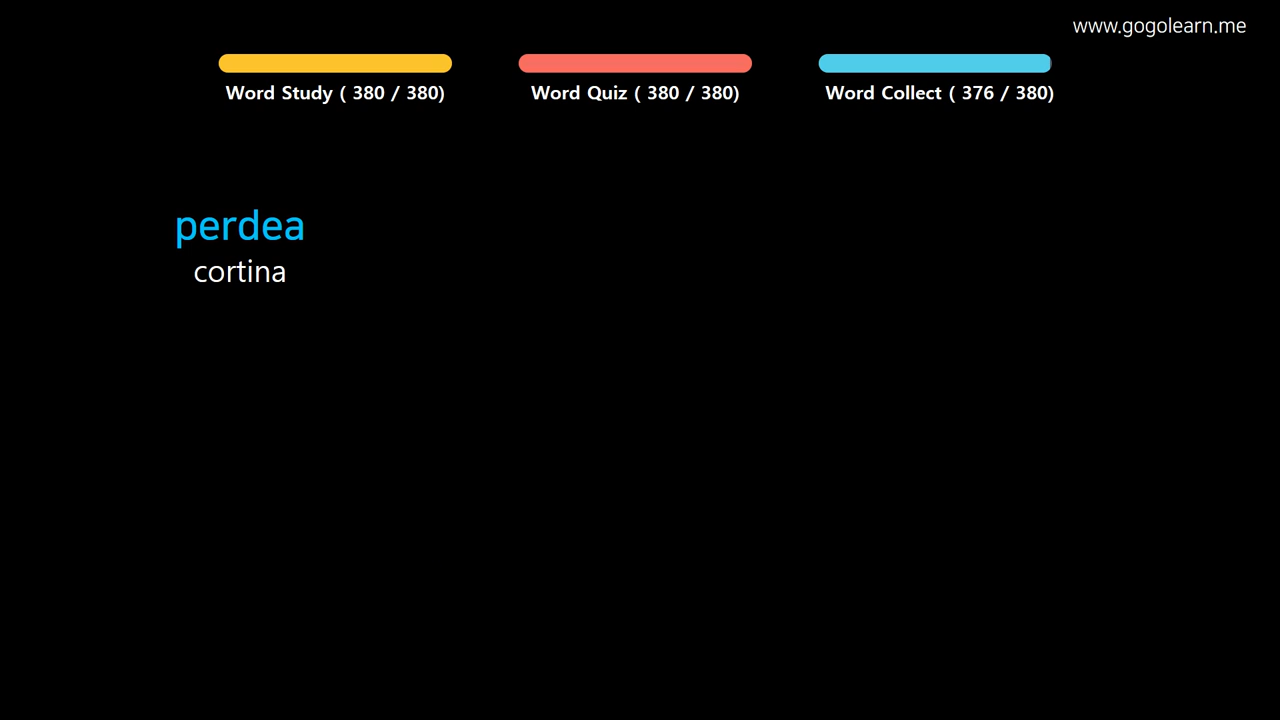 www.gogolearn.me
Word Study ( 380 / 380)
Word Quiz ( 380 / 380)
Word Collect ( 376 / 380)
perdea
cortina